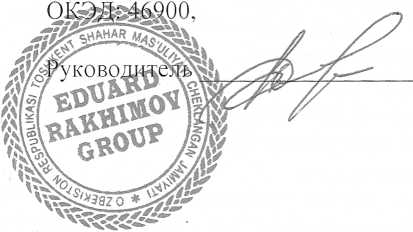 ОКЭД: 46900,
Руководитель
O'ZBEKISTON RESPUBLIKASI TOSHKENT SHAHAR MAS'ULIYATI CHEKLANGAN JAMIYATI
EDUARD
RAKHIMOV
GROUP